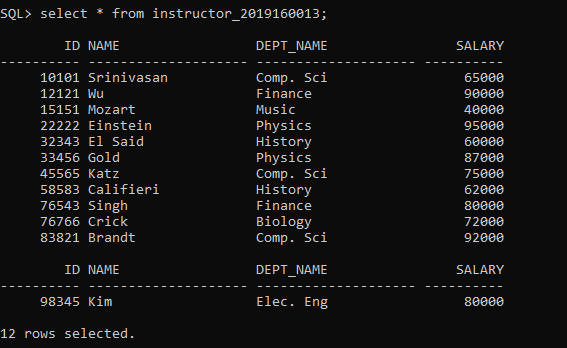 SQL> select * from instructor_2019160013;
        ID NAME                 DEPT_NAME                SALARY
---------- -------------------- -------------------- ----------
     10101 Srinivasan           Comp. Sci                 65000
     12121 Wu                   Finance                   90000
     15151 Mozart               Music                     40000
     22222 Einstein             Physics                   95000
     32343 El Said              History                   60000
     33456 Gold                 Physics                   87000
     45565 Katz                 Comp. Sci                 75000
     58583 Califieri            History                   62000
     76543 Singh                Finance                   80000
     76766 Crick                Biology                   72000
     83821 Brandt               Comp. Sci                 92000
        ID NAME                 DEPT_NAME                SALARY
---------- -------------------- -------------------- ----------
     98345 Kim                  Elec. Eng                 80000
12 rows selected.